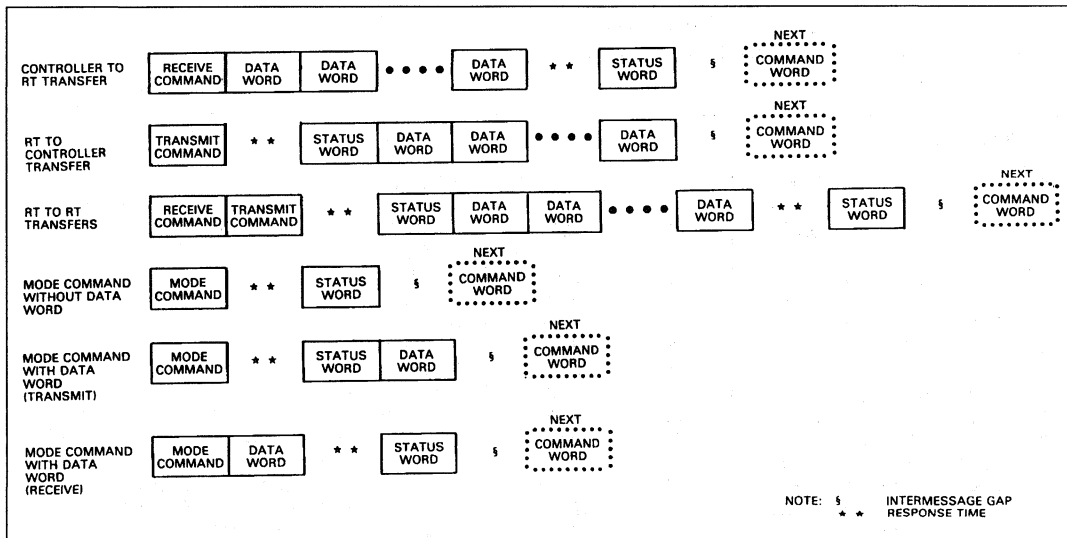 CONTROLLER TO
RT TRANSFER
RECEIVE
COMMAND
DATA
WORD
DATA
WORD
• • • •
DATA
WORD
* *
STATUS
WORD
§
NEXT
COMMAND
WORD
RT TO
CONTROLLER
TRANSFER
TRANSMIT
COMMAND
* *
STATUS
WORD
DATA
WORD
DATA
WORD
• • • •
DATA
WORD
§
NEXT
COMMAND
WORD
RT TO RT
TRANSFERS
RECEIVE
COMMAND
TRANSMIT
COMMAND
* *
STATUS
WORD
DATA
WORD
DATA
WORD
• • • •
DATA
WORD
* *
STATUS
WORD
§
NEXT
COMMAND
WORD
MODE COMMAND
WITHOUT DATA
WORD
MODE
COMMAND
* *
STATUS
WORD
§
NEXT
COMMAND
WORD
MODE COMMAND
WITH DATA
WORD
(TRANSMIT)
MODE
COMMAND
* *
STATUS
WORD
DATA
WORD
§
NEXT
COMMAND
WORD
MODE COMMAND
WITH DATA
WORD
(RECEIVE)
MODE
COMMAND
DATA
WORD
* *
STATUS
WORD
§
NEXT
COMMAND
WORD
NOTE: § INTERMESSAGE GAP
* * RESPONSE TIME